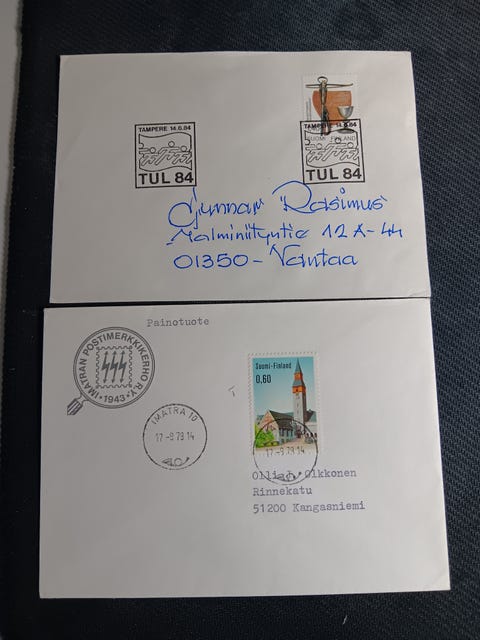 TAMPERE 14.6.84
TUL 84
SUOMI FINLAND
TAMPERE 14.6.84
TUL 84
Gunnar Rasimus
12 A-44
01350-Vantaa
Painotuote
IMATRAN POSTIMERKKIKERHO R.Y.
·1943·
IMATRA 10
17-9 79 14
Suomi-Finland
0,60
17-9 79 14
Olli Olkkonen
Rinnekatu
51200 Kangasniemi